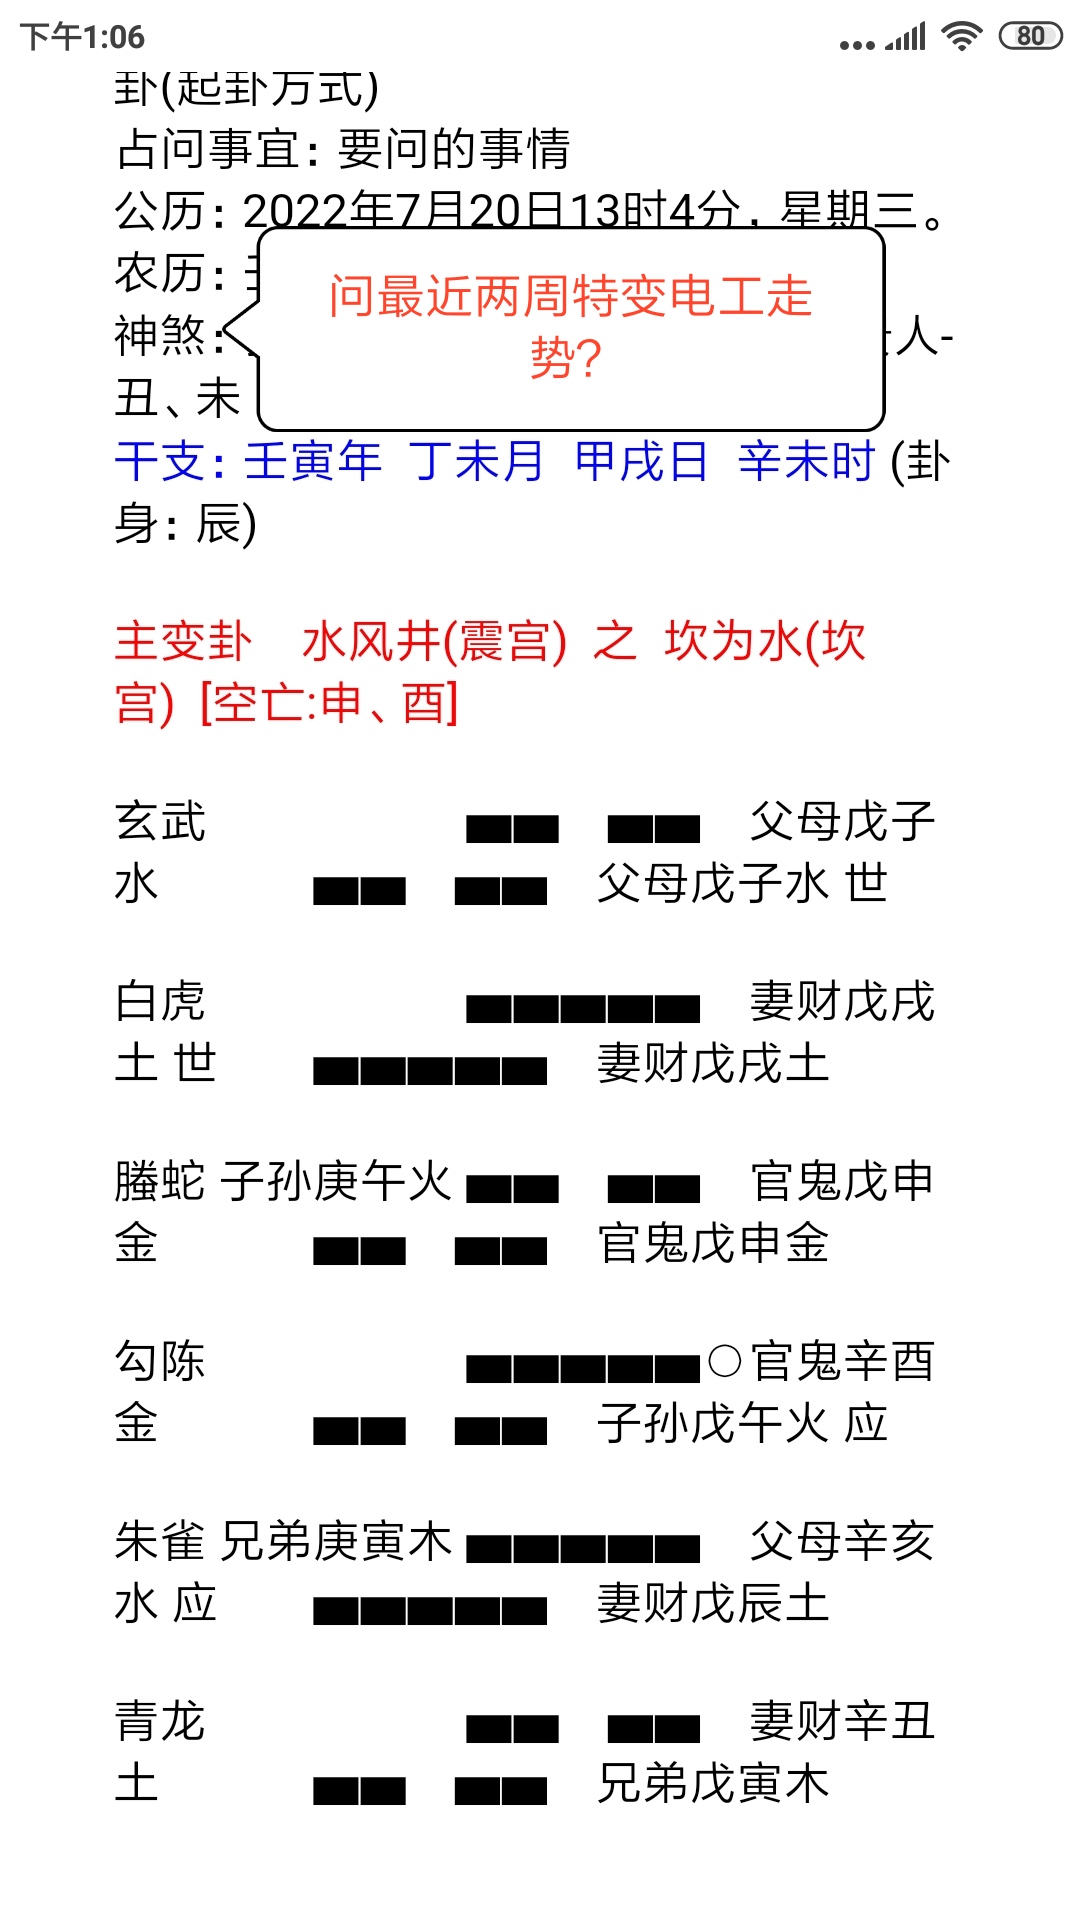 下午1:06
80
卦(起卦方式)
占问事宜：要问的事情
公历：2022年7月20日13时4分，星期三。
农历：
问最近两周特变电工走
势?
神煞：
人-
丑、未
干支：壬寅年 丁未月 甲戌日 辛未时 (卦
身：辰)
主变卦 水风井(震宫) 之 坎为水(坎
宫) [空亡:申、酉]
玄武 父母戊子
水 父母戊子水 世
白虎 妻财戊戌
土 世 妻财戊戌土
螣蛇 子孙庚午火 官鬼戊申
金 官鬼戊申金
勾陈 ○官鬼辛酉
金 子孙戊午火 应
朱雀 兄弟庚寅木 父母辛亥
水 应 妻财戊辰土
青龙 妻财辛丑
土 兄弟戊寅木